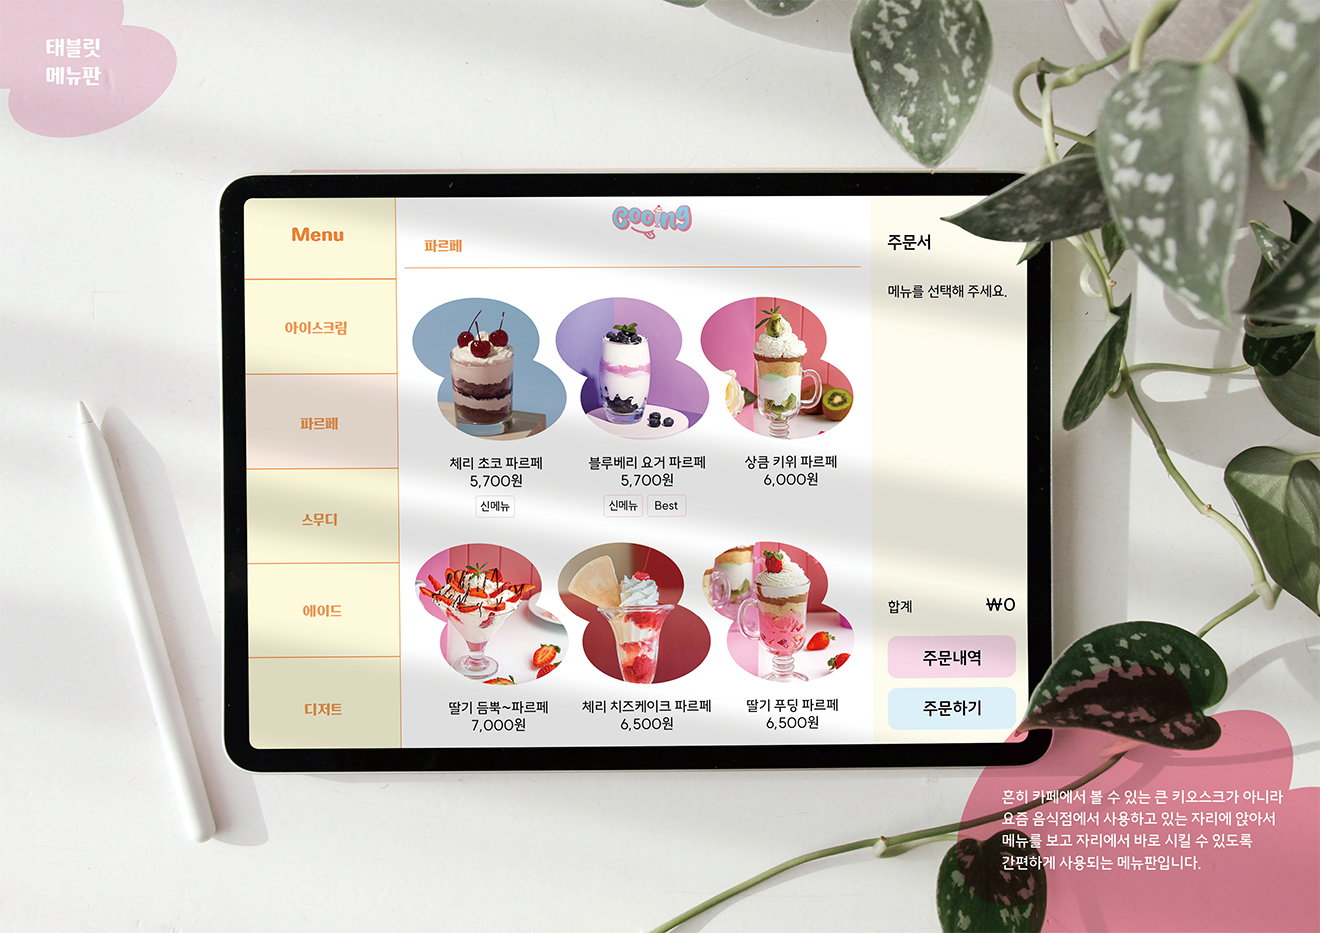 태블릿
메뉴판
Menu
아이스크림
파르페
스무디
에이드
디저트
Cooing
파르페
체리 초코 파르페
5,700원
신메뉴
블루베리 요거 파르페
5,700원
신메뉴 Best
상큼 키위 파르페
6,000원
딸기 듬뿍~파르페
7,000원
체리 치즈케이크 파르페
6,500원
딸기 푸딩 파르페
6,500원
주문서
메뉴를 선택해 주세요.
합계 ₩0
주문내역
주문하기
흔히 카페에서 볼 수 있는 큰 키오스크가 아니라
요즘 음식점에서 사용하고 있는 자리에 앉아서
메뉴를 보고 자리에서 바로 시킬 수 있도록
간편하게 사용되는 메뉴판입니다.